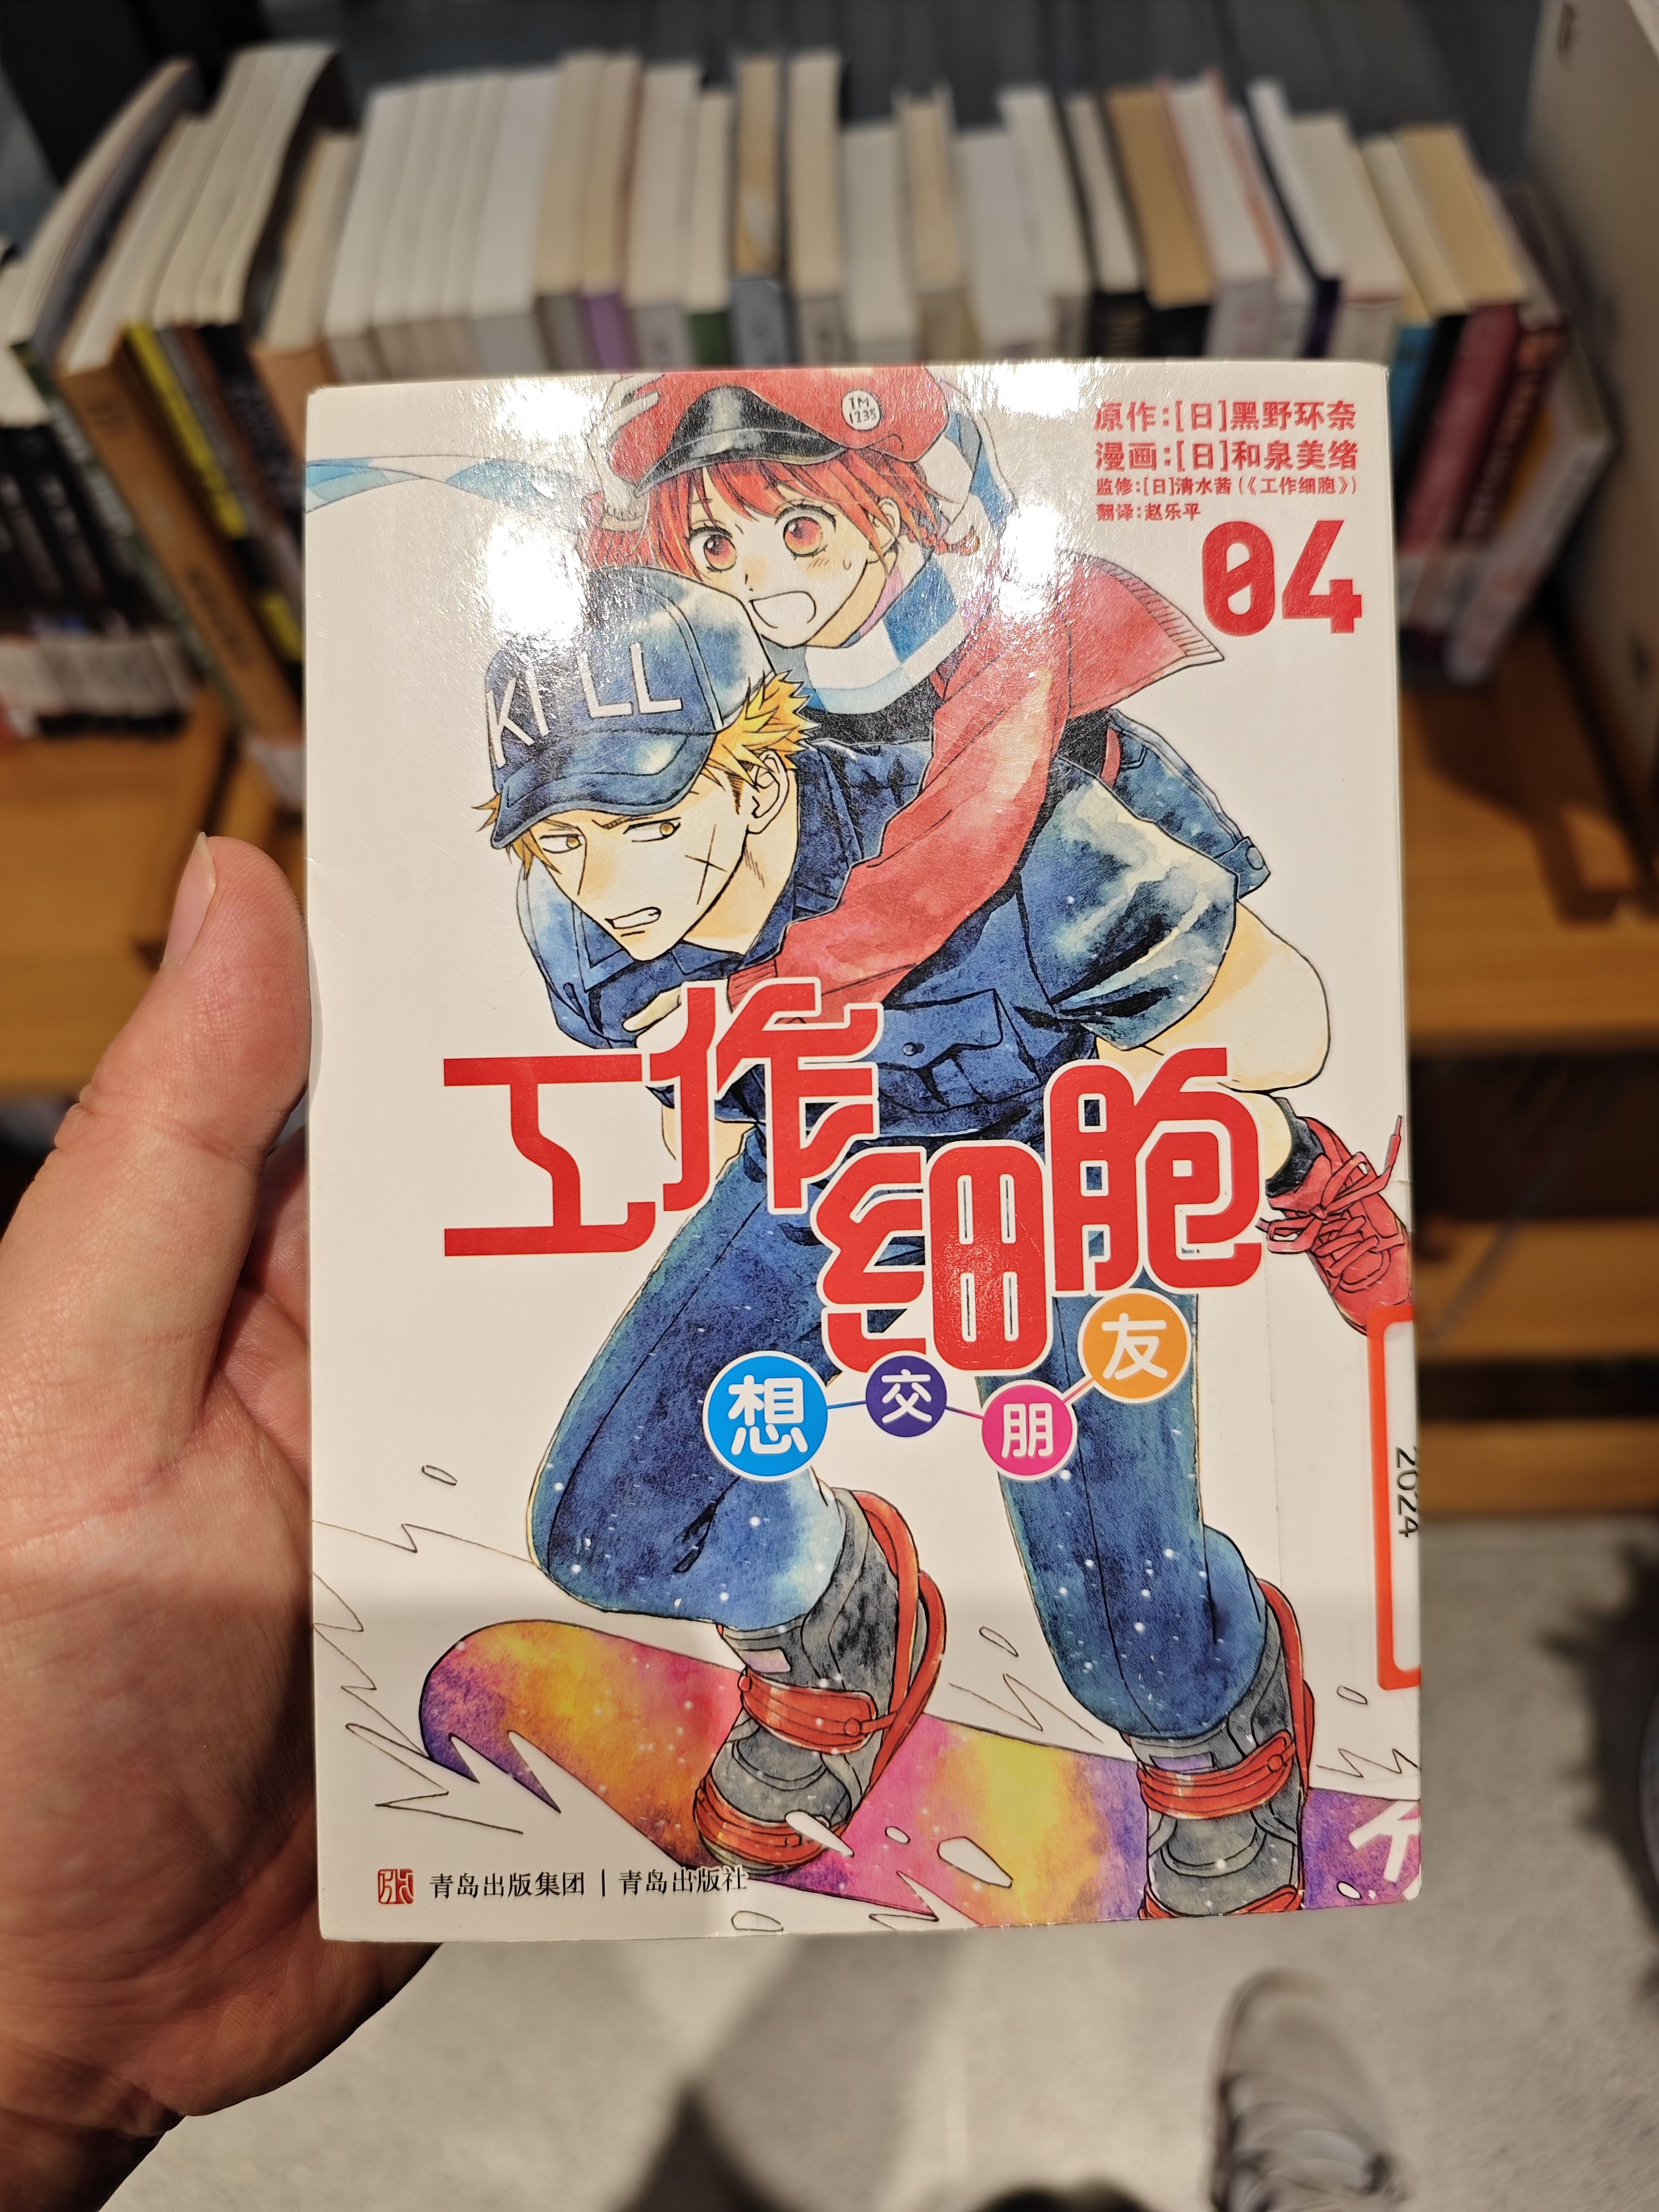 原作:[日]黑野环奈
漫画:[日]和泉美绪
监修:[日]清水茜(《工作细胞》)
翻译:赵乐平
04
IM
1235
KILL
工作细胞
想交朋友
2024
青岛出版集团 | 青岛出版社